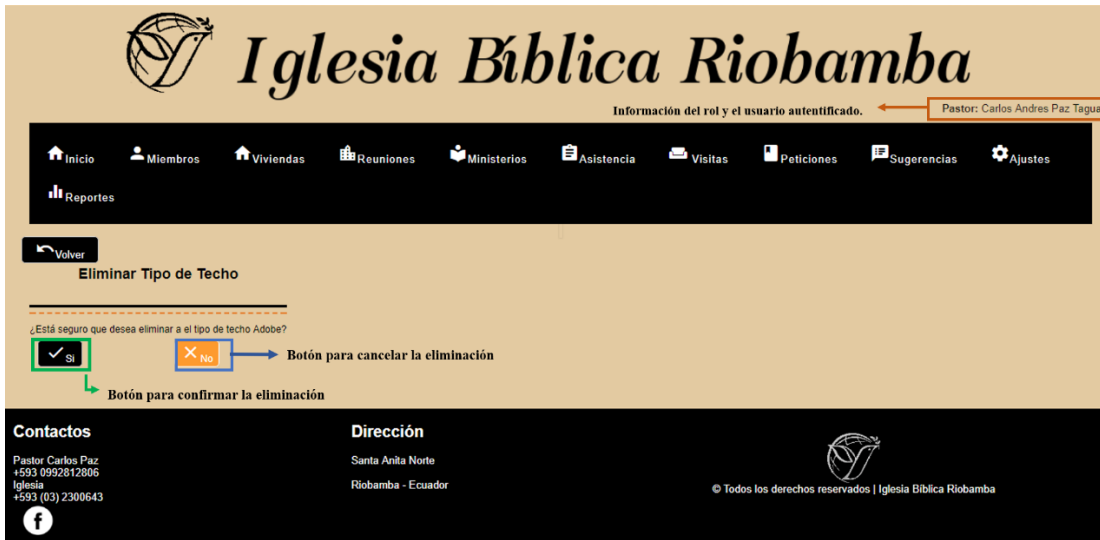 Iglesia Bíblica Riobamba
Información del rol y el usuario autentificado.
Pastor: Carlos Andres Paz Tagua
Inicio
Miembros
Viviendas
Reuniones
Ministerios
Asistencia
Visitas
Peticiones
Sugerencias
Ajustes
Reportes
Volver
Eliminar Tipo de Techo
¿Está seguro que desea eliminar a el tipo de techo Adobe?
Si
No
Botón para cancelar la eliminación
Botón para confirmar la eliminación
Contactos
Pastor Carlos Paz
+593 0992812806
Iglesia
+593 (03) 2300643
Dirección
Santa Anita Norte
Riobamba - Ecuador
© Todos los derechos reservados | Iglesia Bíblica Riobamba